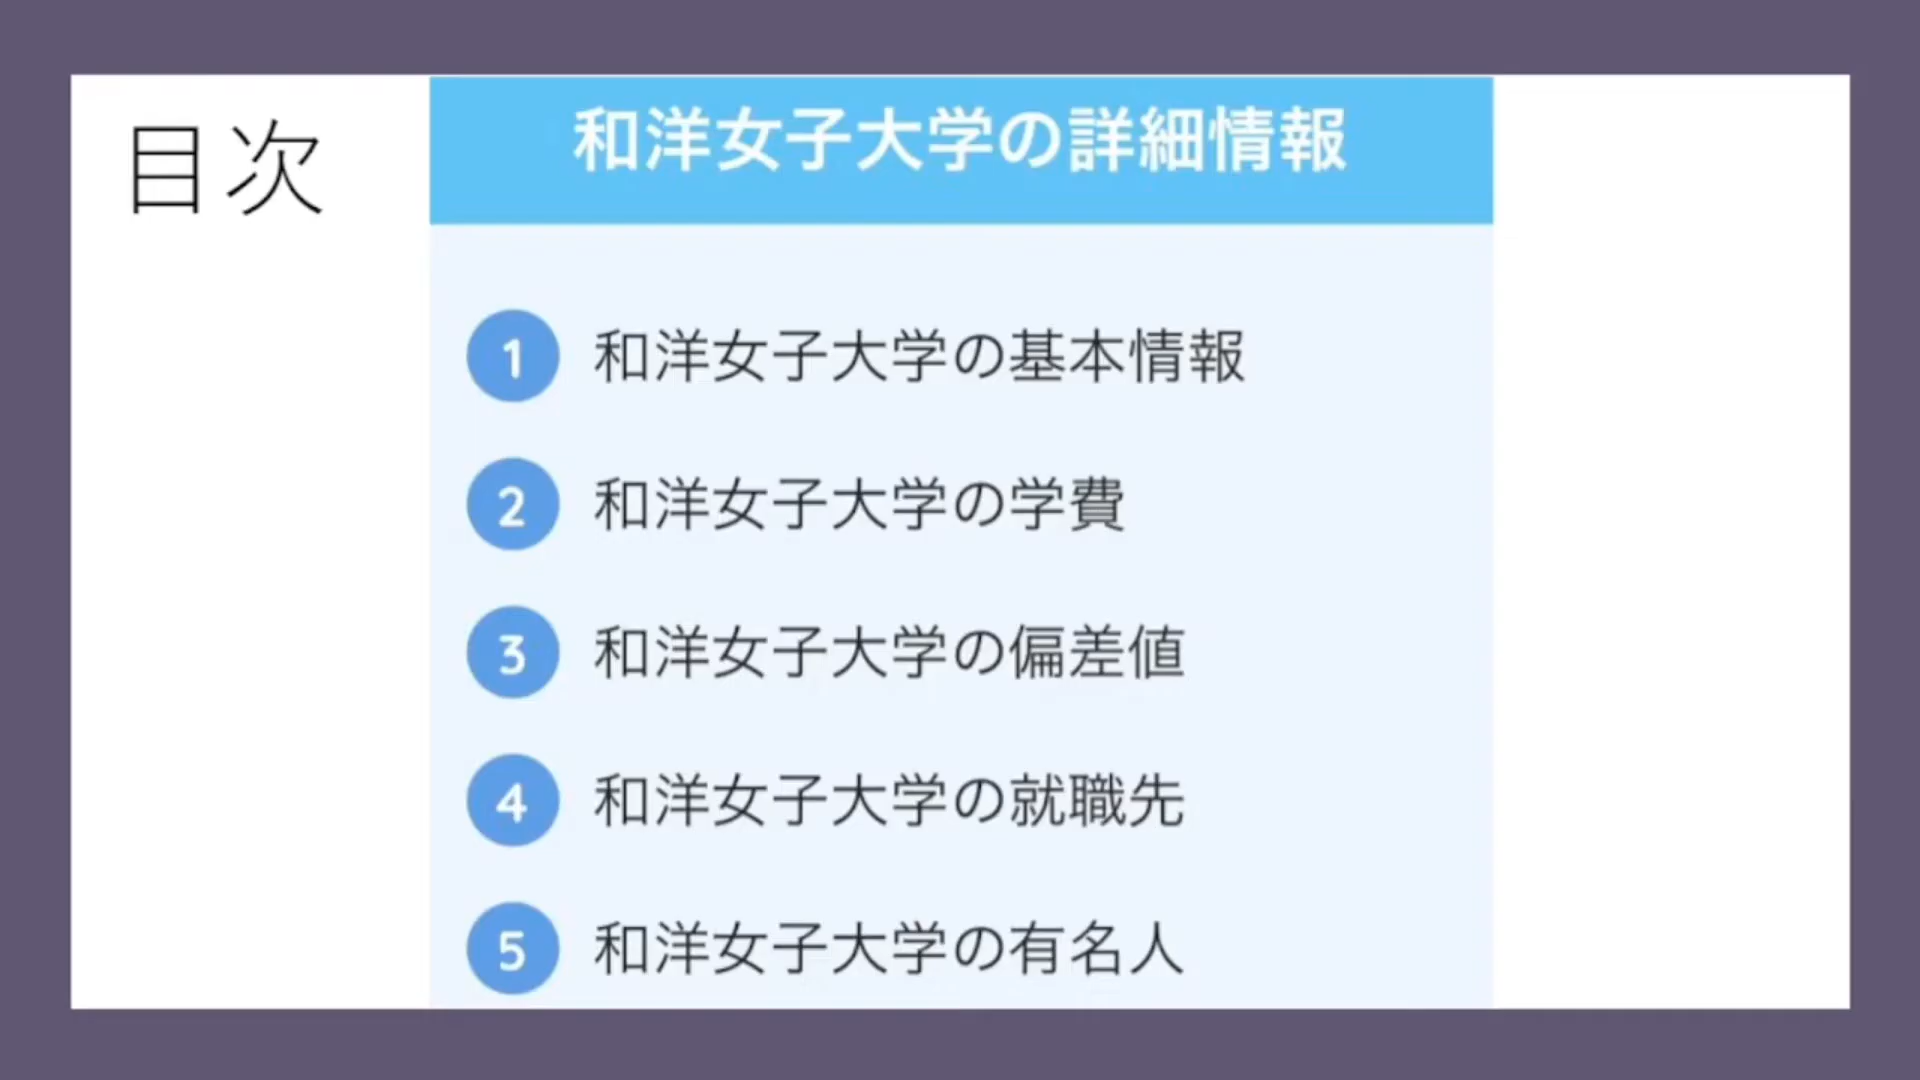 目次
和洋女子大学の詳細情報
1 和洋女子大学の基本情報
2 和洋女子大学の学費
3 和洋女子大学の偏差値
4 和洋女子大学の就職先
5 和洋女子大学の有名人